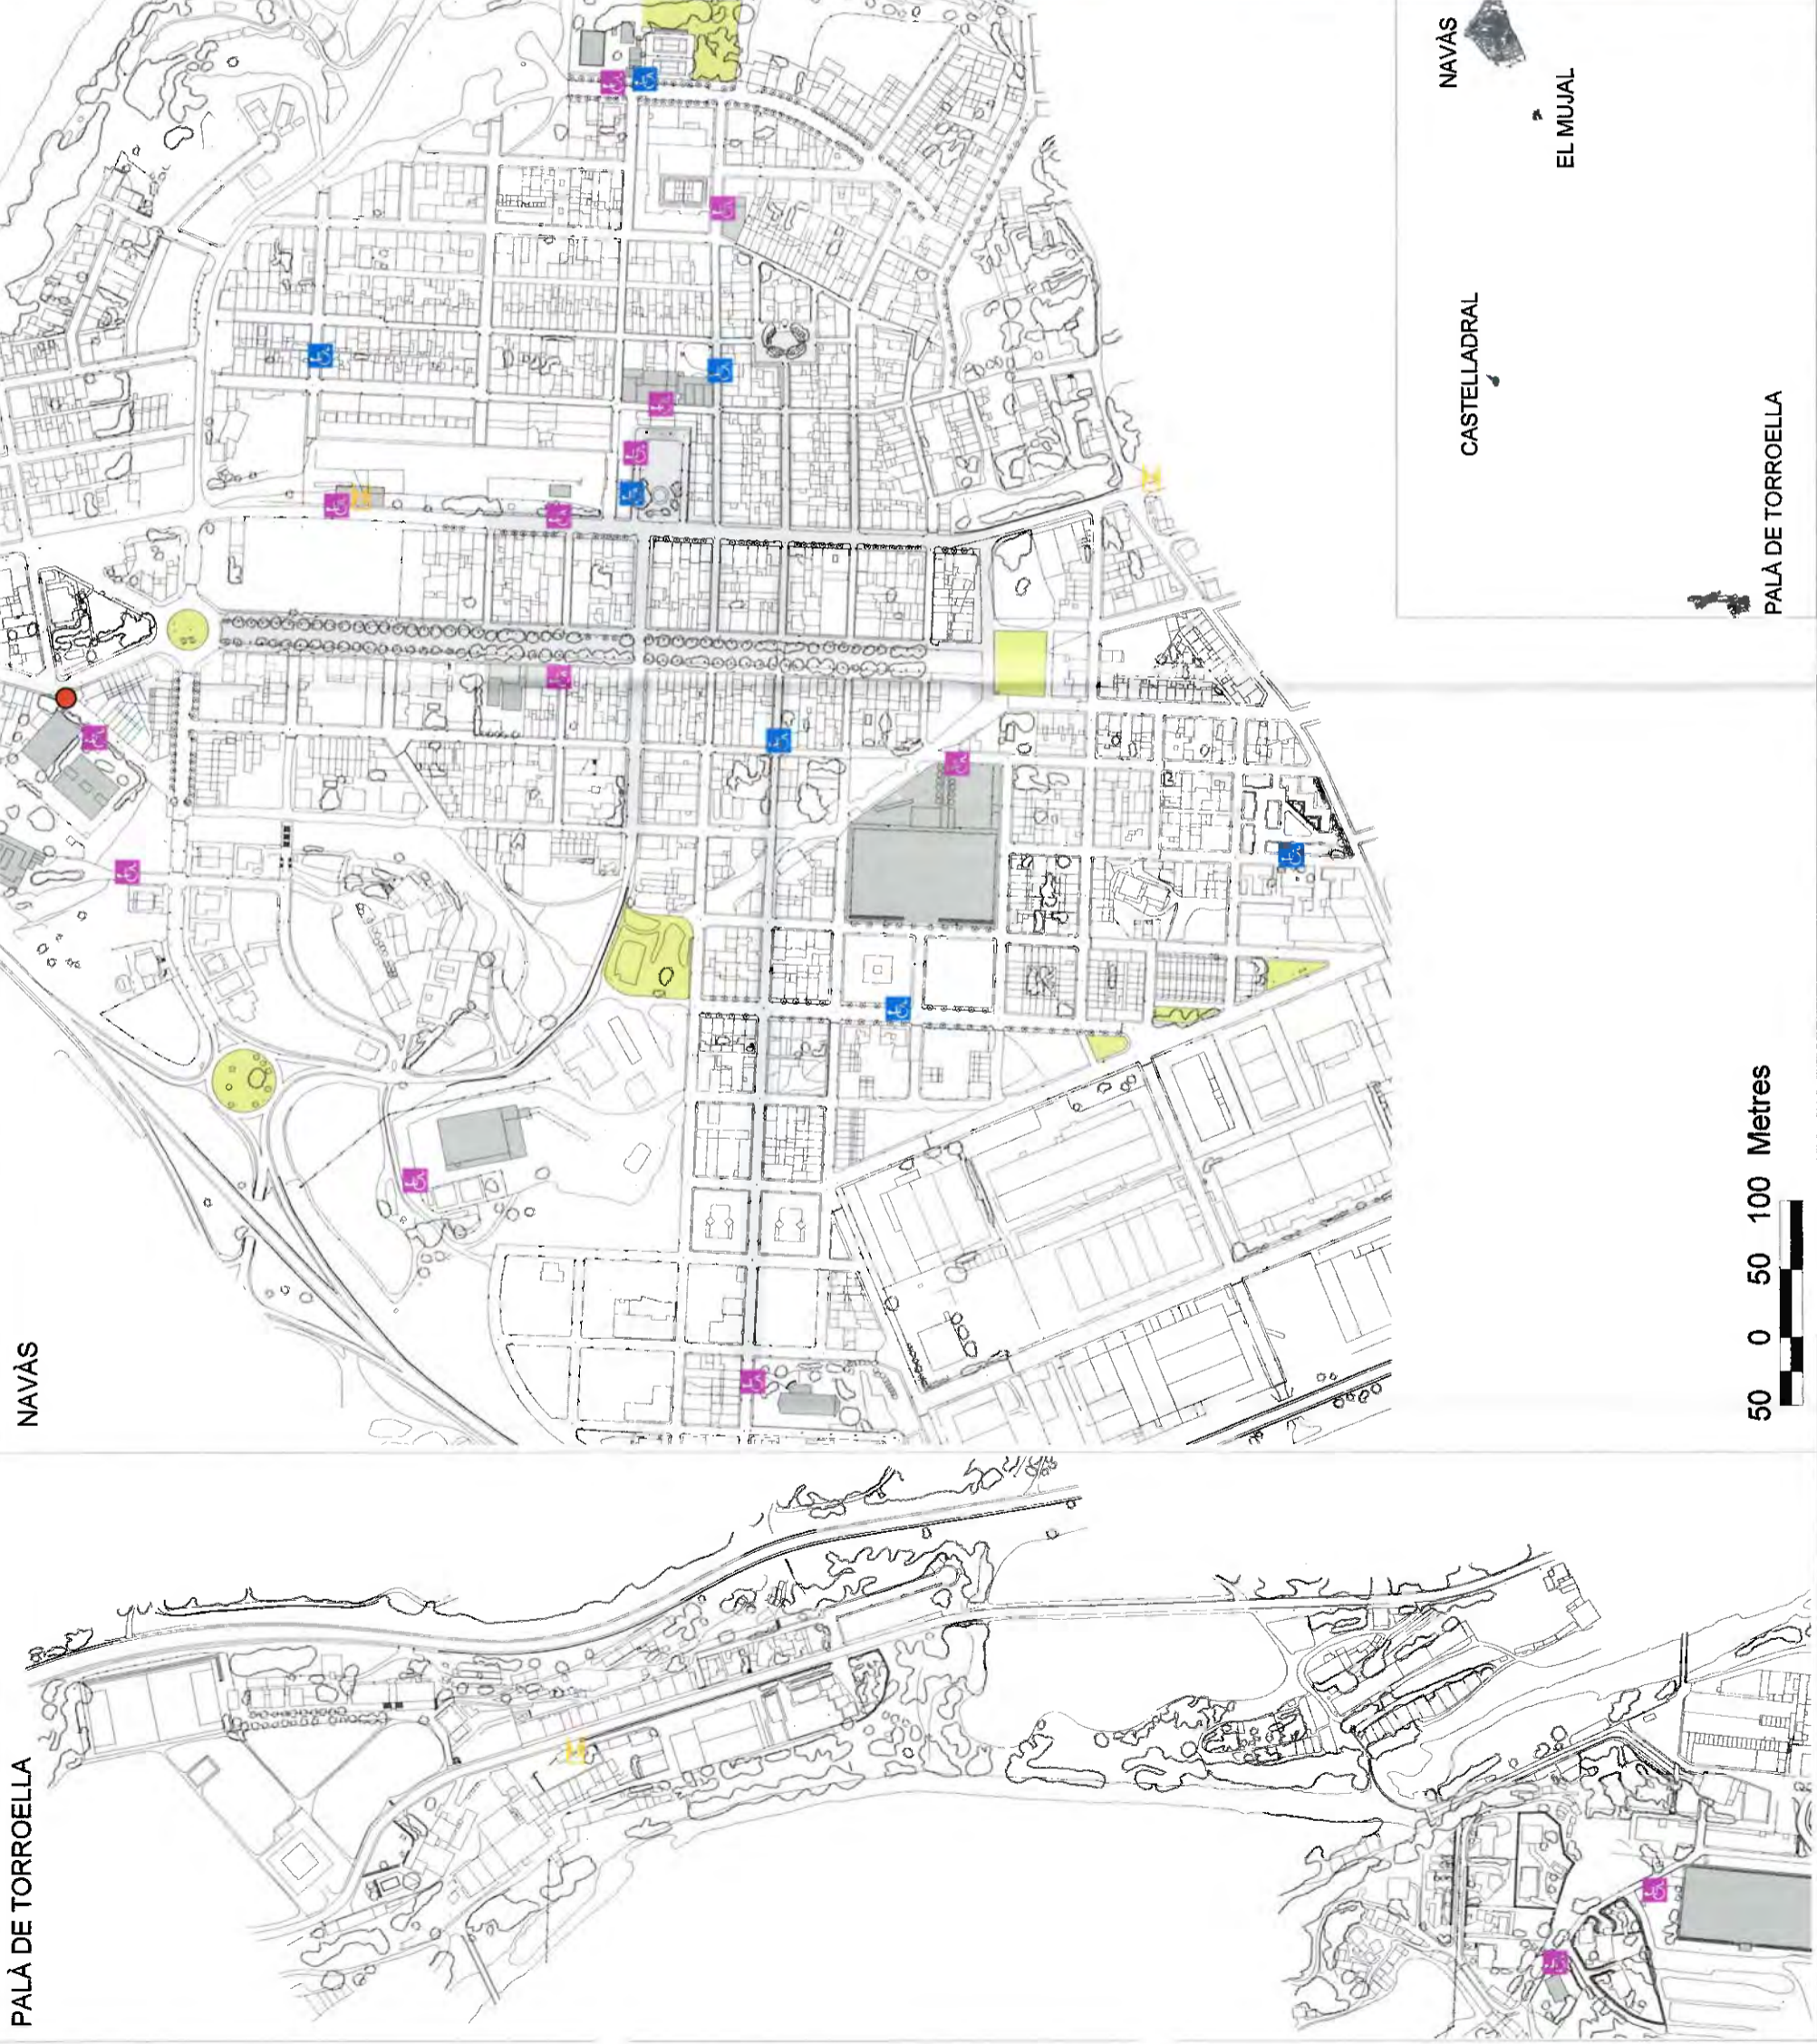 PALÀ DE TORROELLA
NAVÀS
NAVÀS
EL MUJAL
CASTELLADRAL
PALÀ DE TORROELLA
50 0 50 100 Metres